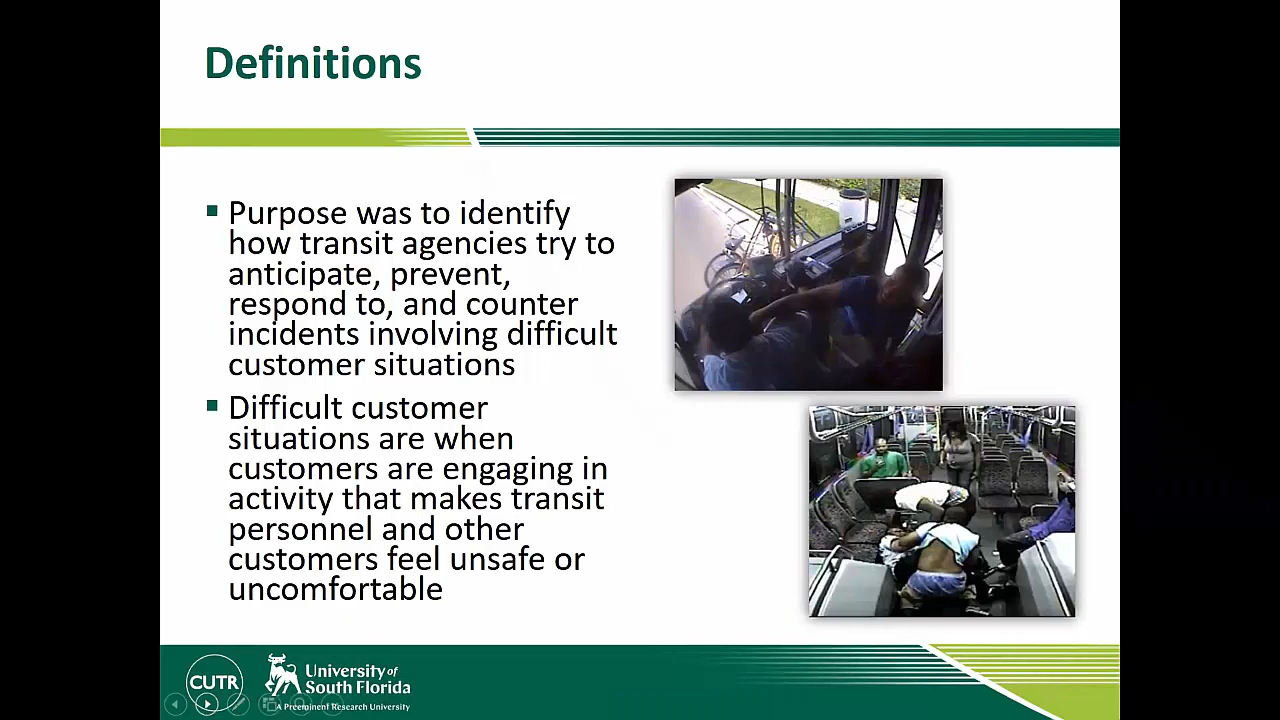 Definitions
▪ Purpose was to identify
how transit agencies try to
anticipate, prevent,
respond to, and counter
incidents involving difficult
customer situations
▪ Difficult customer
situations are when
customers are engaging in
activity that makes transit
personnel and other
customers feel unsafe or
uncomfortable
CUTR
University of
South Florida
A Preeminent Research University